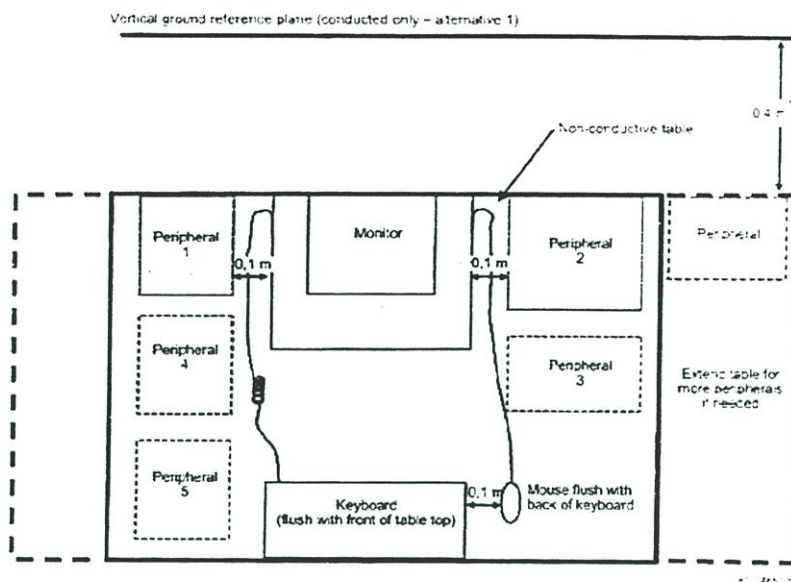 Vertical ground reference plane (conducted only – alternative 1)
0,4 m
Non-conductive table
Peripheral
1
Monitor
Peripheral
2
Peripheral
0,1 m
0,1 m
Peripheral
4
Peripheral
3
Extend table for
more peripherals
if needed
Peripheral
5
0,1 m
Keyboard
(flush with front of table top)
Mouse flush with
back of keyboard